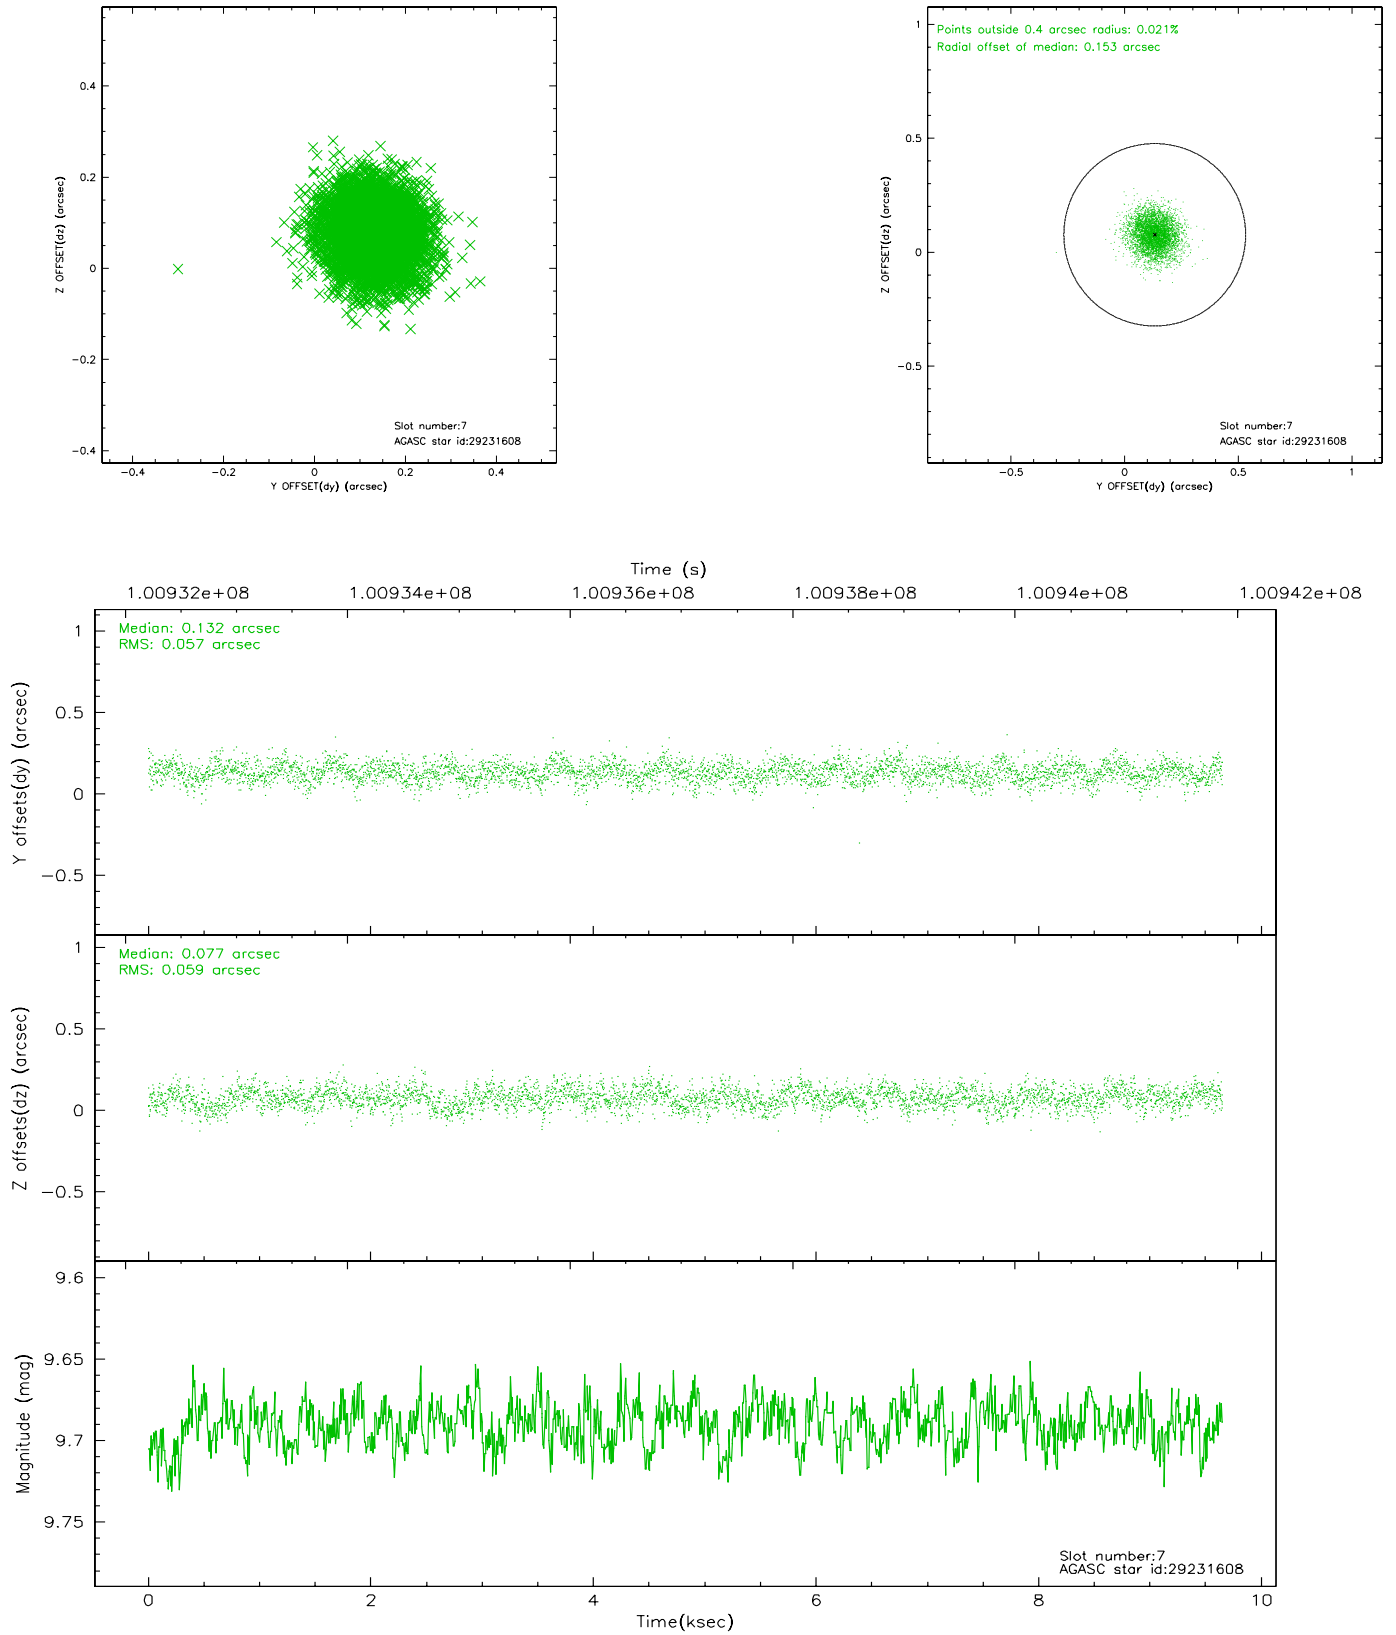 0.4
0.2
0
−0.2
−0.4
Z OFFSET(dz) (arcsec)
−0.4 −0.2 0 0.2 0.4
Y OFFSET(dy) (arcsec)
Slot number:7
AGASC star id:29231608
Points outside 0.4 arcsec radius: 0.021%
Radial offset of median: 0.153 arcsec
1
0.5
0
−0.5
Z OFFSET(dz) (arcsec)
−0.5 0 0.5 1
Y OFFSET(dy) (arcsec)
Slot number:7
AGASC star id:29231608
Time (s)
1.00932e+08 1.00934e+08 1.00936e+08 1.00938e+08 1.0094e+08 1.00942e+08
Median: 0.132 arcsec
RMS: 0.057 arcsec
1
0.5
0
−0.5
Y offsets(dy) (arcsec)
Median: 0.077 arcsec
RMS: 0.059 arcsec
1
0.5
0
−0.5
Z offsets(dz) (arcsec)
9.6
9.65
9.7
9.75
Magnitude (mag)
Slot number:7
AGASC star id:29231608
0 2 4 6 8 10
Time(ksec)